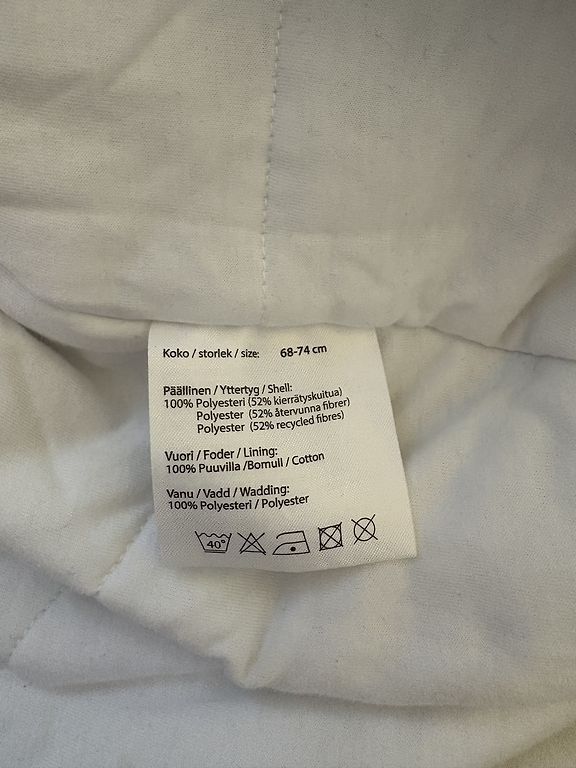 Koko / storlek / size: 68-74 cm
Päällinen / Yttertyg / Shell:
100% Polyesteri (52% kierrätyskuitua)
Polyester (52% återvunna fibrer)
Polyester (52% recycled fibres)
Vuori / Foder / Lining:
100% Puuvilla /Bomull / Cotton
Vanu / Vadd / Wadding:
100% Polyesteri / Polyester
40°